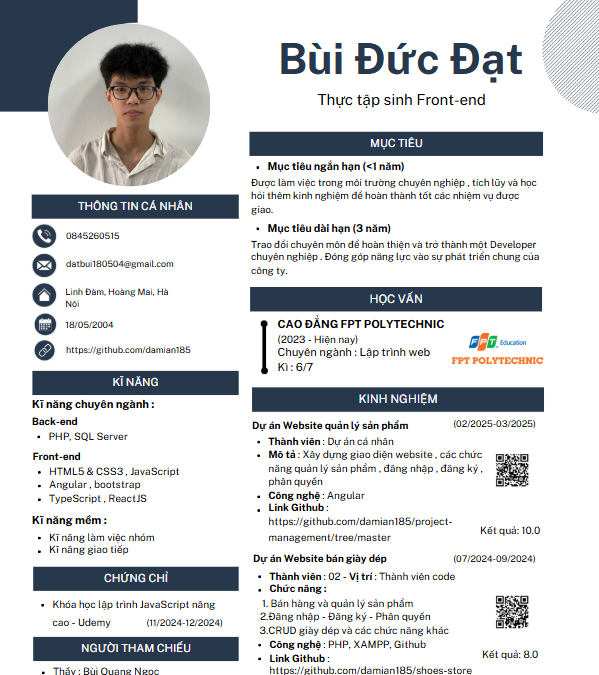 Bùi Đức Đạt
Thực tập sinh Front-end
THÔNG TIN CÁ NHÂN
0845260515
datbui180504@gmail.com
Linh Đàm, Hoàng Mai, Hà
Nội
18/05/2004
https://github.com/damian185
KĨ NĂNG
Kĩ năng chuyên ngành :
Back-end
• PHP, SQL Server
Front-end
• HTML5 & CSS3 , JavaScript
• Angular , bootstrap
• TypeScript , ReactJS
Kĩ năng mềm :
• Kĩ năng làm việc nhóm
• Kĩ năng giao tiếp
CHỨNG CHỈ
• Khóa học lập trình JavaScript nâng
cao - Udemy (11/2024-12/2024)
NGƯỜI THAM CHIẾU
• Thầy : Bùi Quang Ngọc
MỤC TIÊU
• Mục tiêu ngắn hạn (<1 năm)
Được làm việc trong môi trường chuyên nghiệp , tích lũy và học
hỏi thêm kinh nghiệm để hoàn thành tốt các nhiệm vụ được
giao.
• Mục tiêu dài hạn (3 năm)
Trao đổi chuyên môn để hoàn thiện và trở thành một Developer
chuyên nghiệp . Đóng góp năng lực vào sự phát triển chung của
công ty.
HỌC VẤN
CAO ĐẲNG FPT POLYTECHNIC
(2023 - Hiện nay)
Chuyên ngành : Lập trình web
Kì : 6/7
FPT Education
FPT POLYTECHNIC
KINH NGHIỆM
Dự án Website quản lý sản phẩm (02/2025-03/2025)
• Thành viên : Dự án cá nhân
• Mô tả : Xây dựng giao diện website , các chức
năng quản lý sản phẩm , đăng nhập , đăng ký ,
phân quyền
• Công nghệ : Angular
• Link Github :
https://github.com/damian185/project-
management/tree/master
Kết quả: 10.0
Dự án Website bán giày dép (07/2024-09/2024)
• Thành viên : 02 - Vị trí : Thành viên code
• Chức năng :
1. Bán hàng và quản lý sản phẩm
2.Đăng nhập - Đăng ký - Phân quyền
3.CRUD giày dép và các chức năng khác
• Công nghệ : PHP, XAMPP, Github
• Link Github :
https://github.com/damian185/shoes-store
Kết quả: 8.0